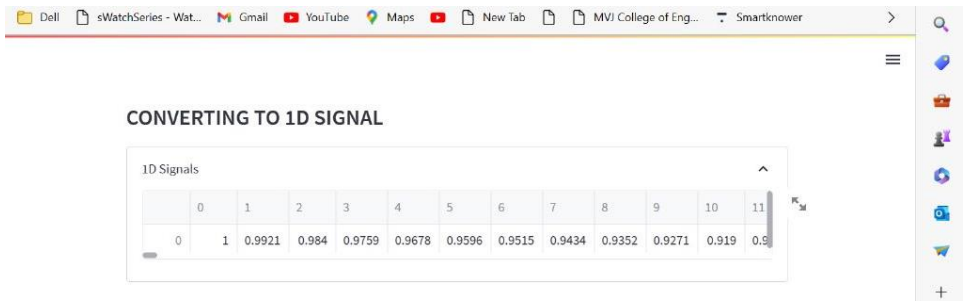 Dell sWatchSeries - Wat... Gmail YouTube Maps New Tab MVJ College of Eng... Smartknower
CONVERTING TO 1D SIGNAL
1D Signals
0 1 2 3 4 5 6 7 8 9 10 11
0 1 0.9921 0.984 0.9759 0.9678 0.9596 0.9515 0.9434 0.9352 0.9271 0.919 0.9